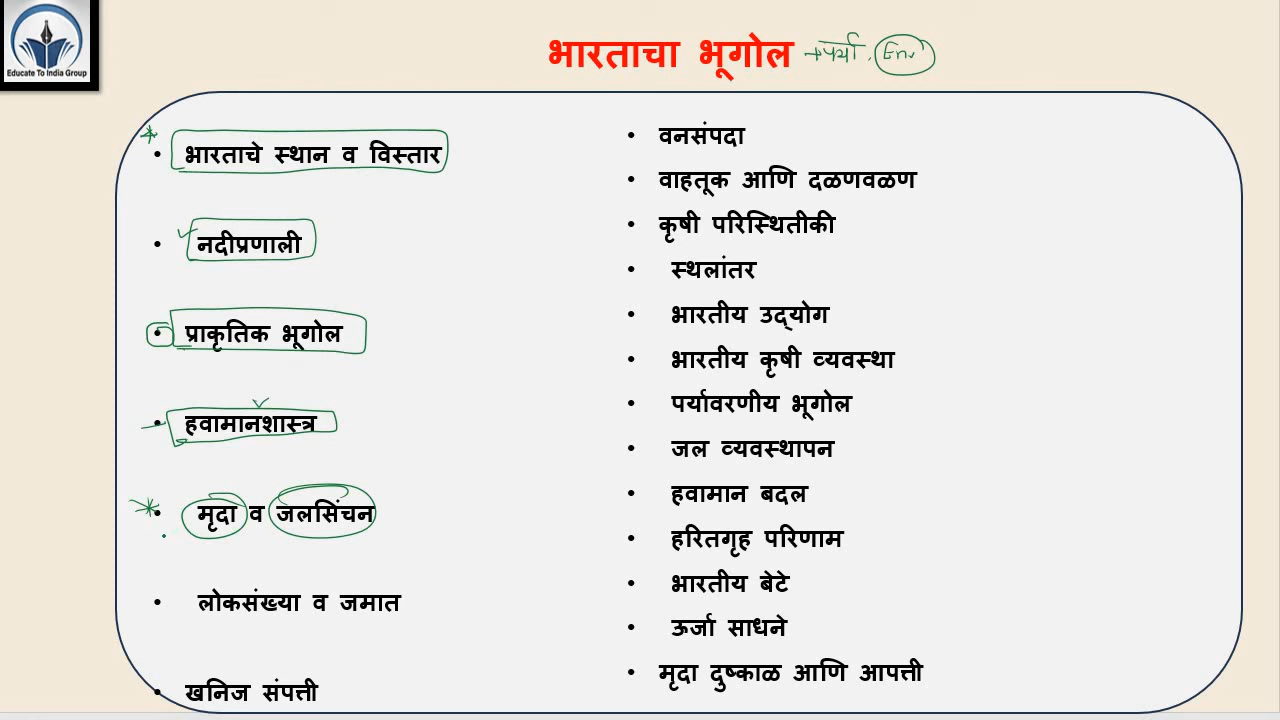 Educate To India Group
भारताचा भूगोल →पर्या. Env
भारताचे स्थान व विस्तार
नदीप्रणाली
प्राकृतिक भूगोल
हवामानशास्त्र
मृदा व जलसिंचन
लोकसंख्या व जमात
खनिज संपत्ती
वनसंपदा
वाहतूक आणि दळणवळण
कृषी परिस्थितीकी
स्थलांतर
भारतीय उद्‌योग
भारतीय कृषी व्यवस्था
पर्यावरणीय भूगोल
जल व्यवस्थापन
हवामान बदल
हरितगृह परिणाम
भारतीय बेटे
ऊर्जा साधने
मृदा दुष्काळ आणि आपत्ती